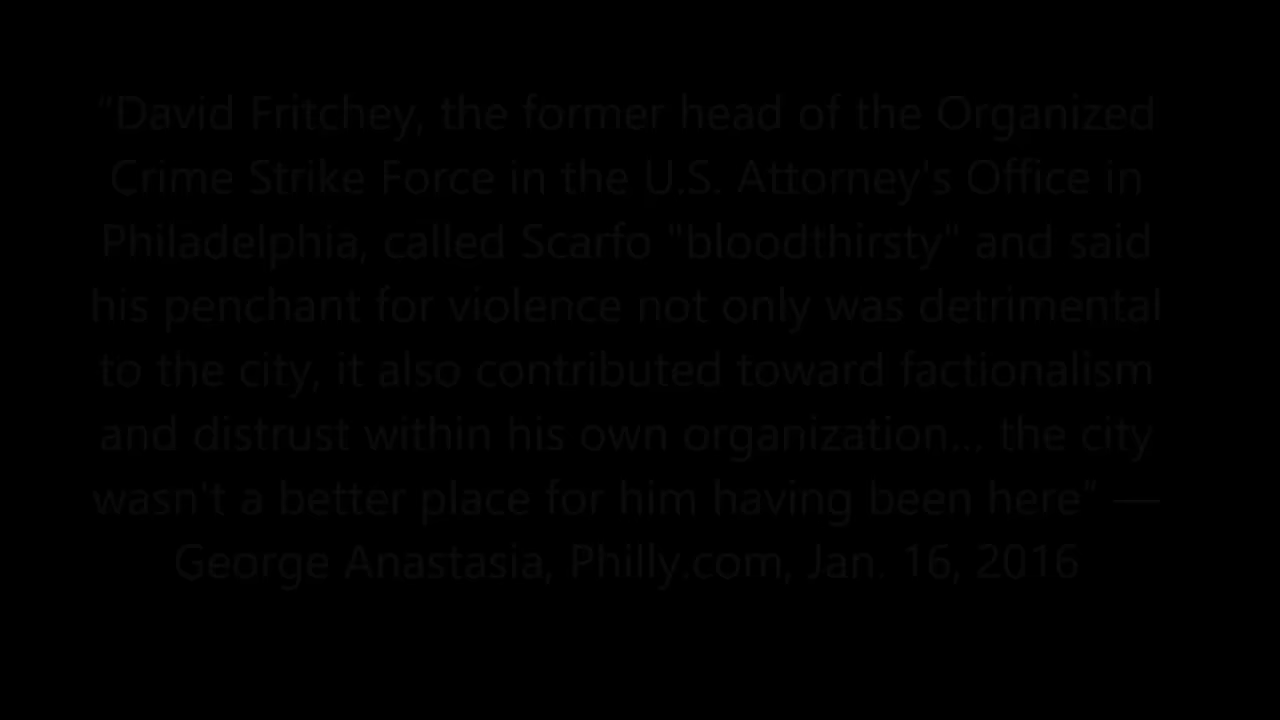 “David Fritchey, the former head of the Organized
Crime Strike Force in the U.S. Attorney's Office in
Philadelphia, called Scarfo "bloodthirsty" and said
his penchant for violence not only was detrimental
to the city, it also contributed toward factionalism
and distrust within his own organization... the city
wasn't a better place for him having been here” —
George Anastasia, Philly.com, Jan. 16, 2016